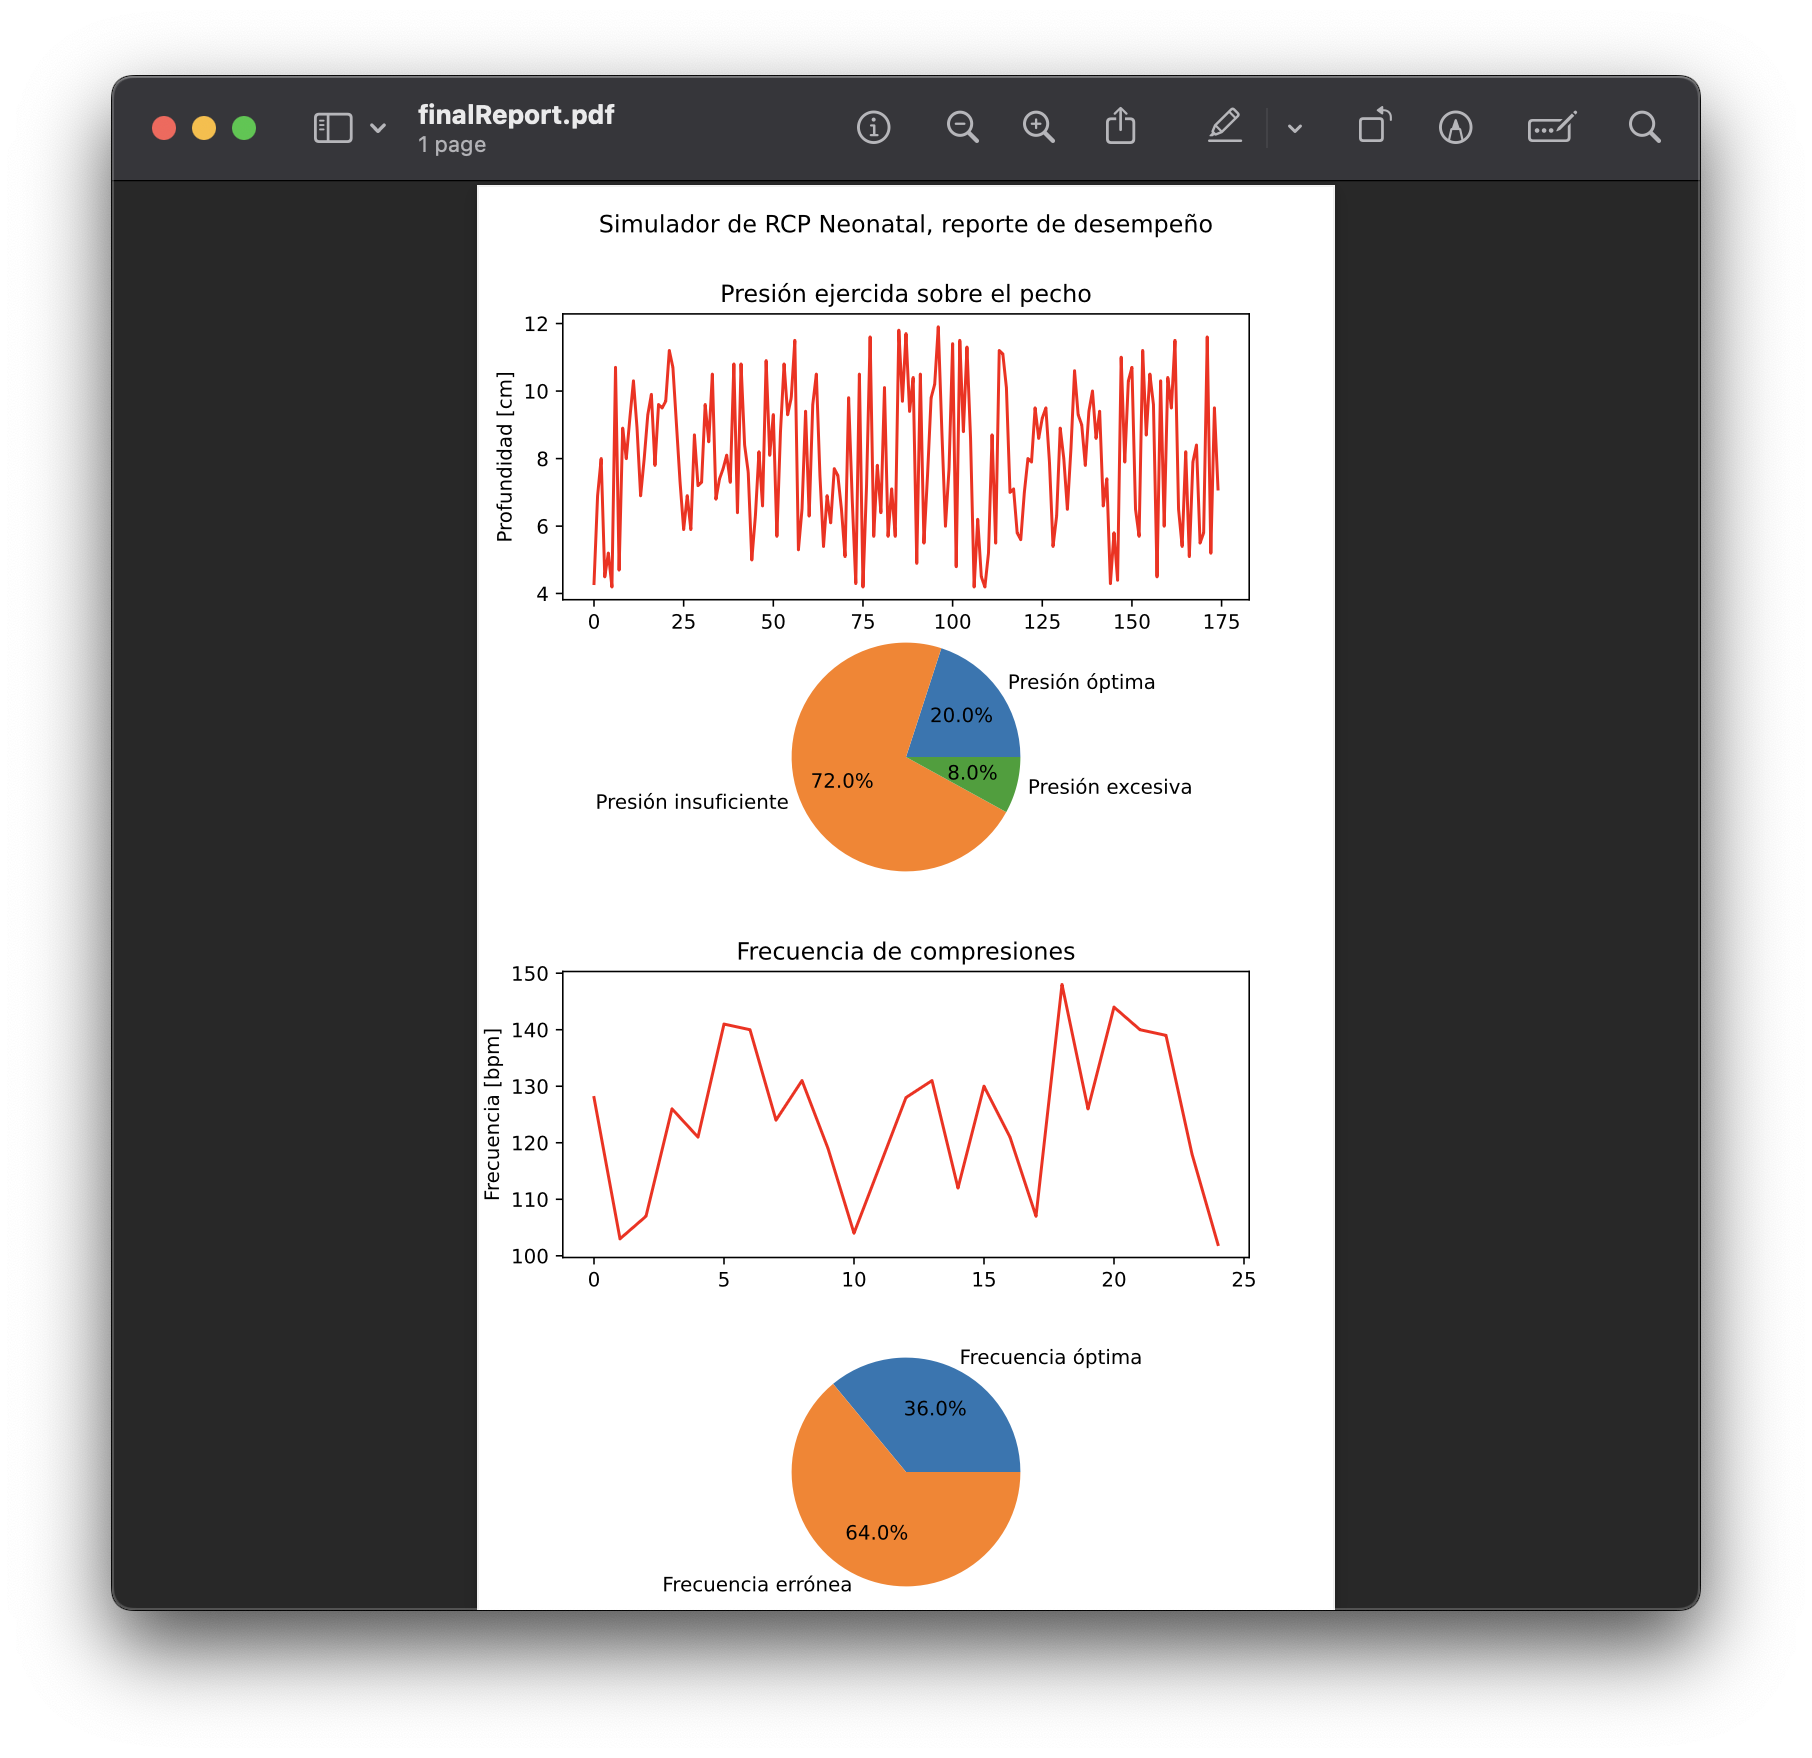 finalReport.pdf
1 page
Simulador de RCP Neonatal, reporte de desempeño
Presión ejercida sobre el pecho
Profundidad [cm]
12
10
8
6
4
0 25 50 75 100 125 150 175
Presión óptima
20.0%
8.0%
72.0%
Presión excesiva
Presión insuficiente
Frecuencia de compresiones
Frecuencia [bpm]
150
140
130
120
110
100
0 5 10 15 20 25
Frecuencia óptima
36.0%
64.0%
Frecuencia errónea